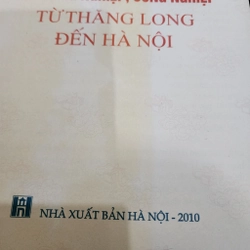 TỪ THĂNG LONG
ĐẾN HÀ NỘI
NHÀ XUẤT BẢN HÀ NỘI - 2010